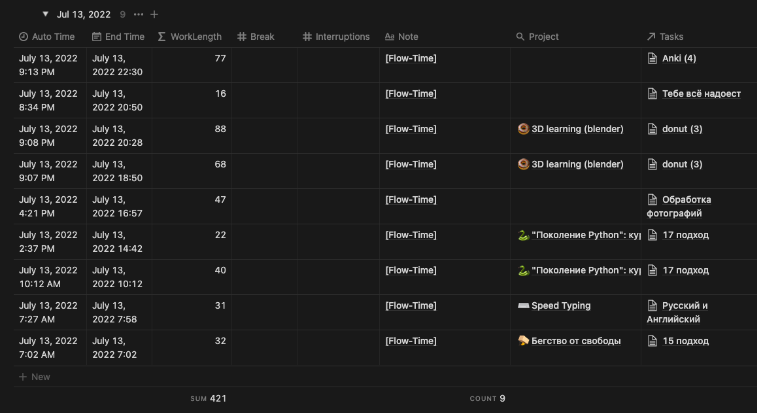 Jul 13, 2022 9
Auto Time End Time WorkLength Break Interruptions Note Project Tasks
July 13, 2022 July 13, 77 [Flow-Time] Anki (4)
9:13 PM 2022 22:30
July 13, 2022 July 13, 16 [Flow-Time] Тебе всё надоест
8:34 PM 2022 20:50
July 13, 2022 July 13, 88 [Flow-Time] 3D learning (blender) donut (3)
9:08 PM 2022 20:28
July 13, 2022 July 13, 68 [Flow-Time] 3D learning (blender) donut (3)
9:07 PM 2022 18:50
July 13, 2022 July 13, 47 [Flow-Time] Обработка
4:21 PM 2022 16:57 фотографий
July 13, 2022 July 13, 22 [Flow-Time] "Поколение Python": кур 17 подход
2:37 PM 2022 14:42
July 13, 2022 July 13, 40 [Flow-Time] "Поколение Python": кур 17 подход
10:12 AM 2022 10:12
July 13, 2022 July 13, 31 [Flow-Time] Speed Typing Русский и
7:27 AM 2022 7:58 Английский
July 13, 2022 July 13, 32 [Flow-Time] Бегство от свободы 15 подход
7:02 AM 2022 7:02
New
SUM 421 COUNT 9